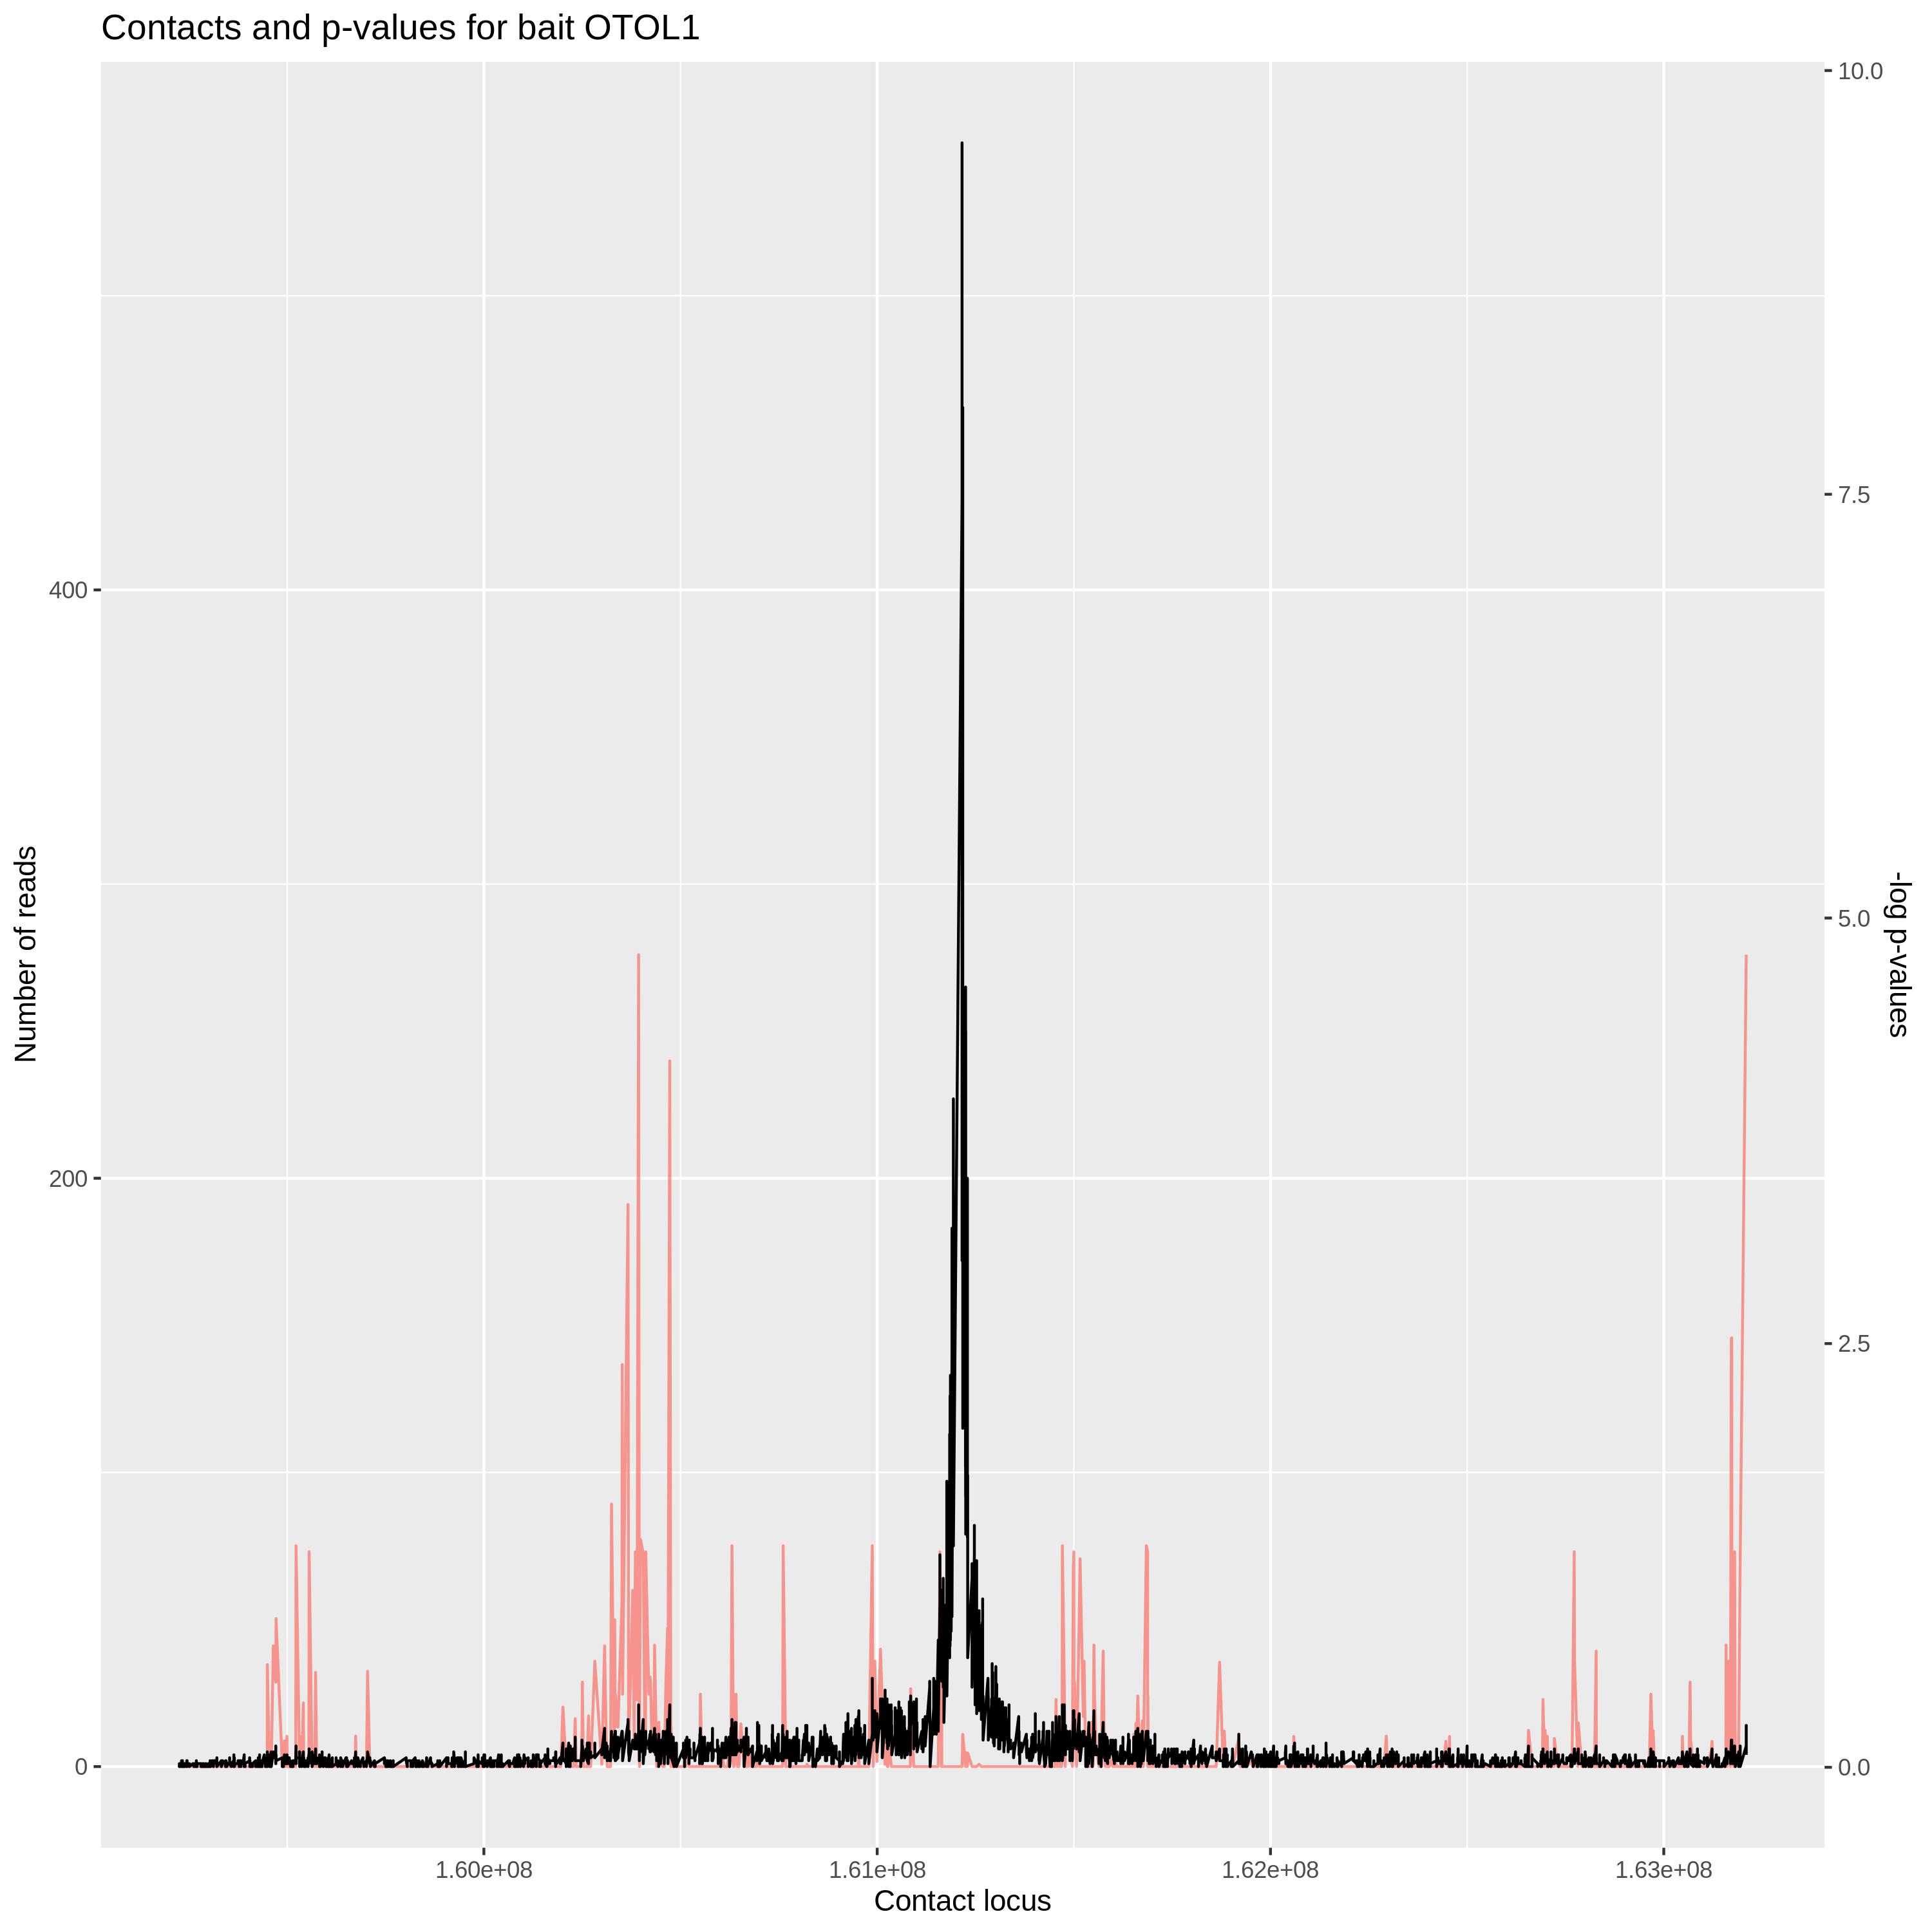 Contacts and p-values for bait OTOL1
10.0
7.5
400
Number of reads
5.0
-log p-values
200
2.5
0
0.0
1.60e+08
1.61e+08
1.62e+08
1.63e+08
Contact locus